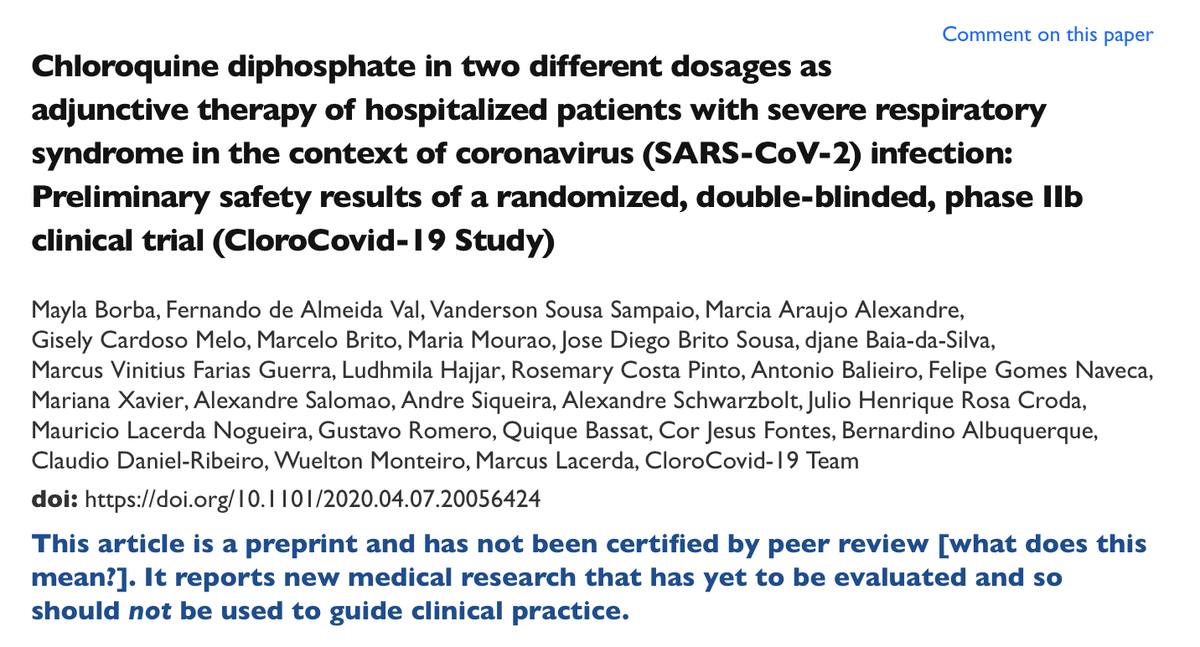 Comment on this paper
Chloroquine diphosphate in two different dosages as
adjunctive therapy of hospitalized patients with severe respiratory
syndrome in the context of coronavirus (SARS-CoV-2) infection:
Preliminary safety results of a randomized, double-blinded, phase IIb
clinical trial (CloroCovid-19 Study)
Mayla Borba, Fernando de Almeida Val, Vanderson Sousa Sampaio, Marcia Araujo Alexandre,
Gisely Cardoso Melo, Marcelo Brito, Maria Mourao, Jose Diego Brito Sousa, djane Baia-da-Silva,
Marcus Vinitius Farias Guerra, Ludhmila Hajjar, Rosemary Costa Pinto, Antonio Balieiro, Felipe Gomes Naveca,
Mariana Xavier, Alexandre Salomao, Andre Siqueira, Alexandre Schwarzbolt, Julio Henrique Rosa Croda,
Mauricio Lacerda Nogueira, Gustavo Romero, Quique Bassat, Cor Jesus Fontes, Bernardino Albuquerque,
Claudio Daniel-Ribeiro, Wuelton Monteiro, Marcus Lacerda, CloroCovid-19 Team
doi: https://doi.org/10.1101/2020.04.07.20056424
This article is a preprint and has not been certified by peer review [what does this
mean?]. It reports new medical research that has yet to be evaluated and so
should not be used to guide clinical practice.